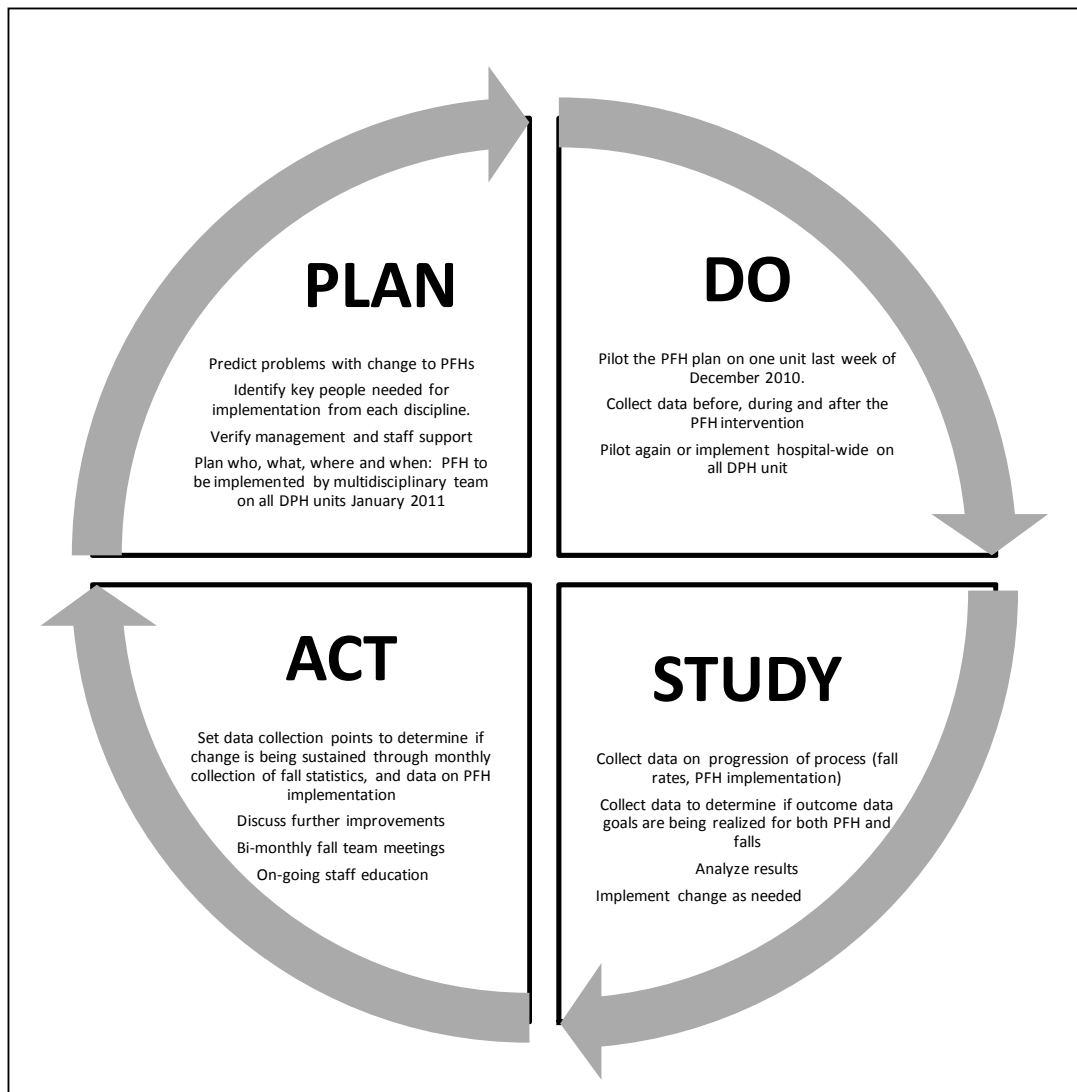 PLAN
Predict problems with change to PFHs
Identify key people needed for
implementation from each discipline.
Verify management and staff support
Plan who, what, where and when: PFH to
be implemented by multidisciplinary team
on all DPH units January 2011
DO
Pilot the PFH plan on one unit last week of
December 2010.
Collect data before, during and after the
PFH intervention
Pilot again or implement hospital-wide on
all DPH unit
ACT
Set data collection points to determine if
change is being sustained through monthly
collection of fall statistics, and data on PFH
implementation
Discuss further improvements
Bi-monthly fall team meetings
On-going staff education
STUDY
Collect data on progression of process (fall
rates, PFH implementation)
Collect data to determine if outcome data
goals are being realized for both PFH and
falls
Analyze results
Implement change as needed